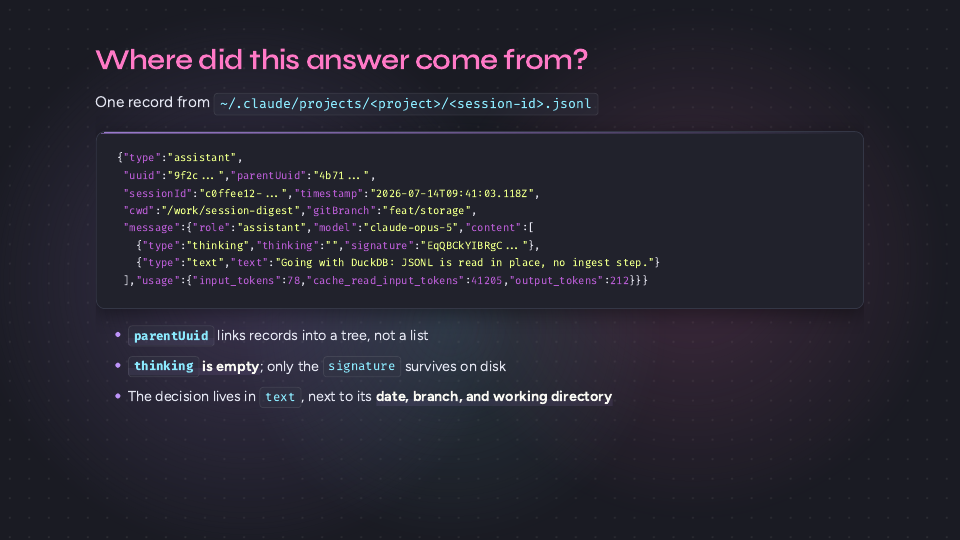 Where did this answer come from?
One record from ~/.claude/projects/<project>/<session-id>.jsonl
{"type":"assistant",
"uuid":"9f2c...","parentUuid":"4b71...",
"sessionId":"c0ffee12-...","timestamp":"2026-07-14T09:41:03.118Z",
"cwd":"/work/session-digest","gitBranch":"feat/storage",
"message":{"role":"assistant","model":"claude-opus-5","content":[
{"type":"thinking","thinking":"","signature":"EqQBCkYIBRgC..."},
{"type":"text","text":"Going with DuckDB: JSONL is read in place, no ingest step."}
],"usage":{"input_tokens":78,"cache_read_input_tokens":41205,"output_tokens":212}}}
• parentUuid links records into a tree, not a list
• thinking is empty; only the signature survives on disk
• The decision lives in text, next to its date, branch, and working directory